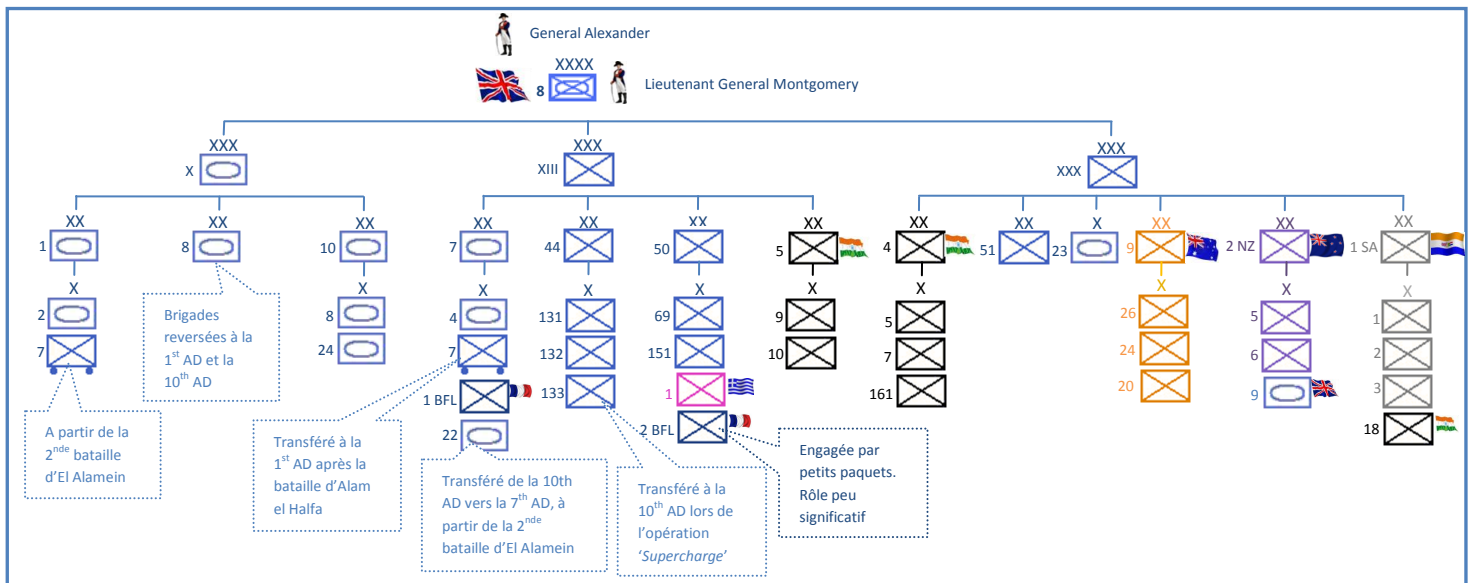 General Alexander
XXXX
8
Lieutenant General Montgomery
XXX XXX XXX
X XIII XXX
XX XX XX XX XX XX XX XX XX X XX XX XX
1 8 10 7 44 50 5 4 51 23 9 2 NZ 1 SA
X X X X X X X X X X
2
7
8
24
4
7
1 BFL
22
131
132
133
69
151
1
2 BFL
9
10
5
7
161
26
24
20
5
6
9
1
2
3
18
A partir de la
2nde bataille
d’El Alamein
Brigades
reversées à la
1st AD et la
10th AD
Transféré à la
1st AD après la
bataille d’Alam
el Halfa
Transféré de la 10th
AD vers la 7th AD, à
partir de la 2nde
bataille d’El Alamein
Transféré à la
10th AD lors de
l’opération
‘Supercharge’
Engagée par
petits paquets.
Rôle peu
significatif